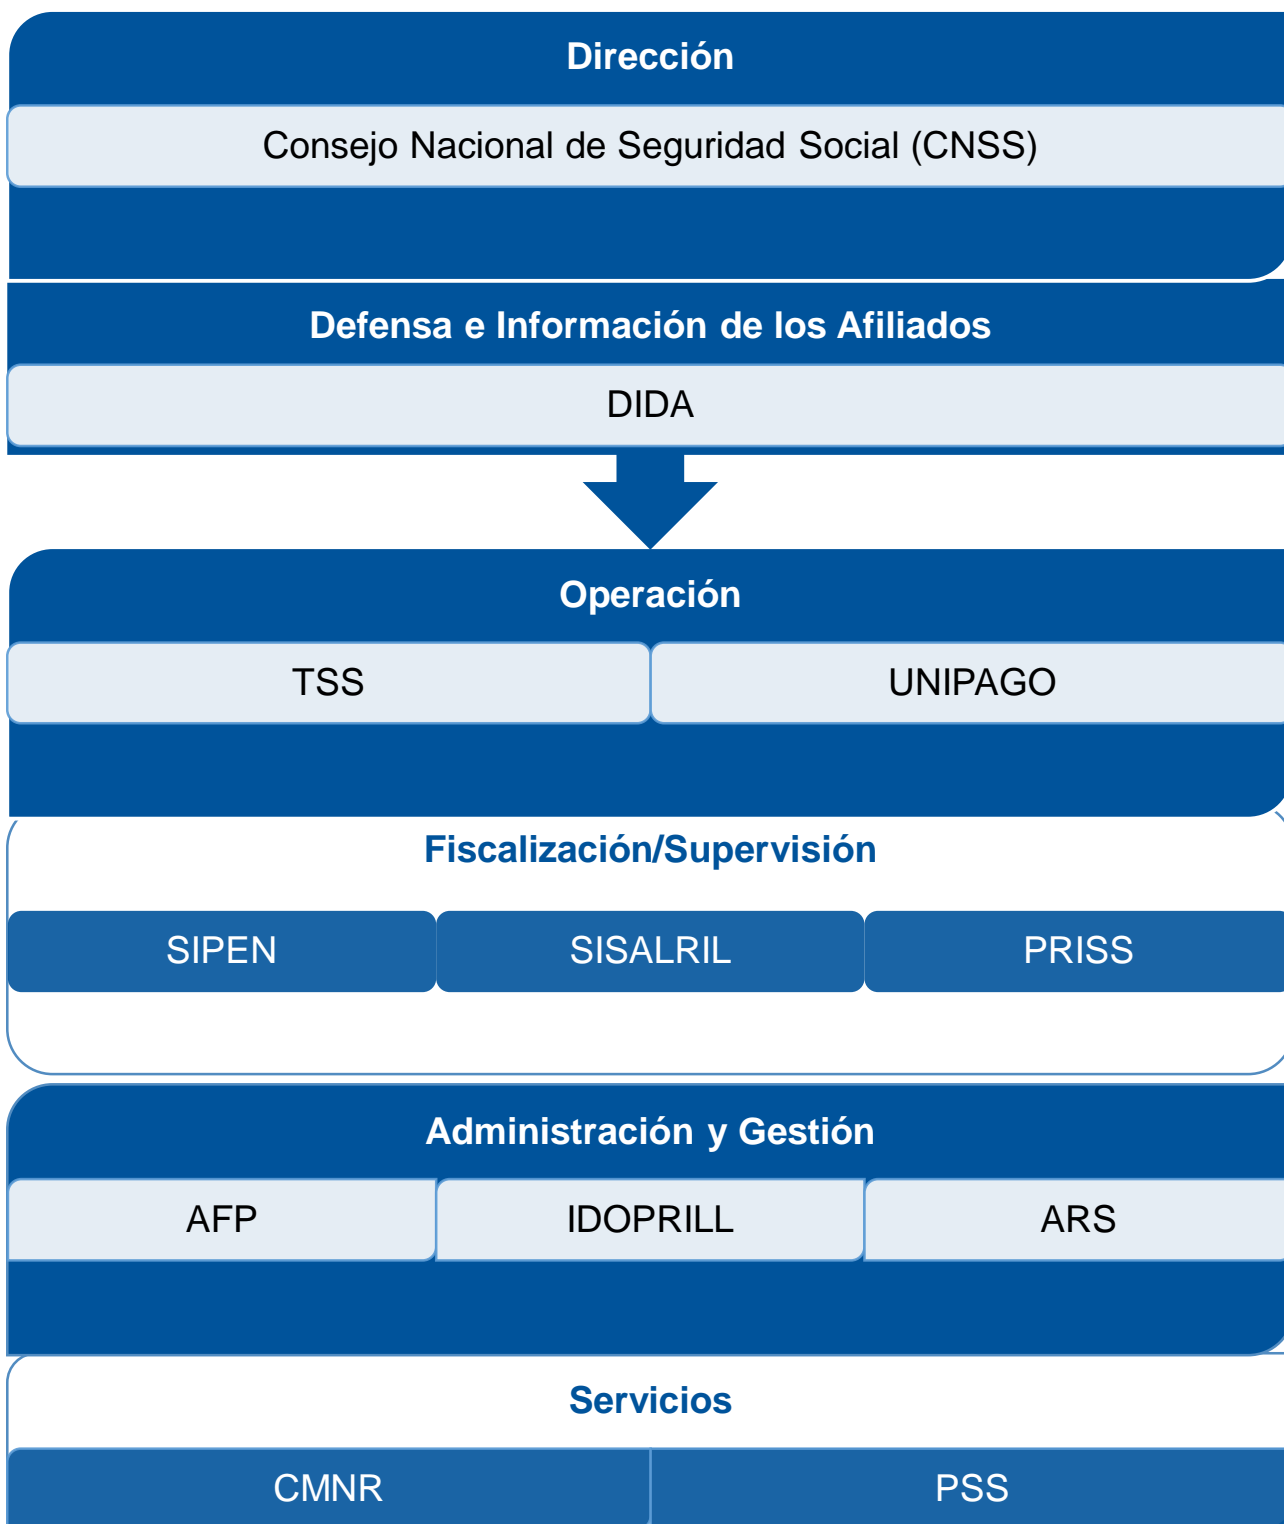 Dirección
Consejo Nacional de Seguridad Social (CNSS)
Defensa e Información de los Afiliados
DIDA
Operación
TSS
UNIPAGO
Fiscalización/Supervisión
SIPEN
SISALRIL
PRISS
Administración y Gestión
AFP
IDOPRILL
ARS
Servicios
CMNR
PSS